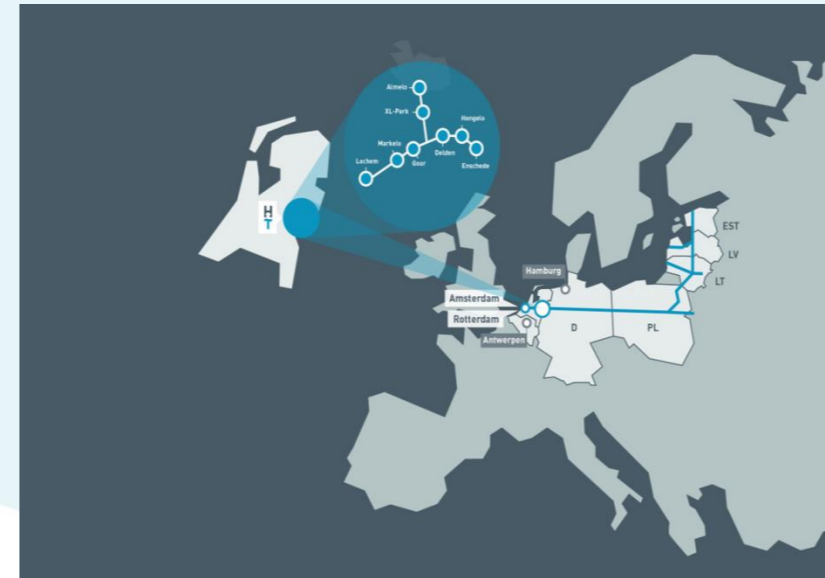 Almelo
XL-Park
Hengelo
Markelo
Goor
Delden
Lochem
Enschede
H
T
EST
LV
LT
Hamburg
Amsterdam
Rotterdam
D
PL
Antwerpen